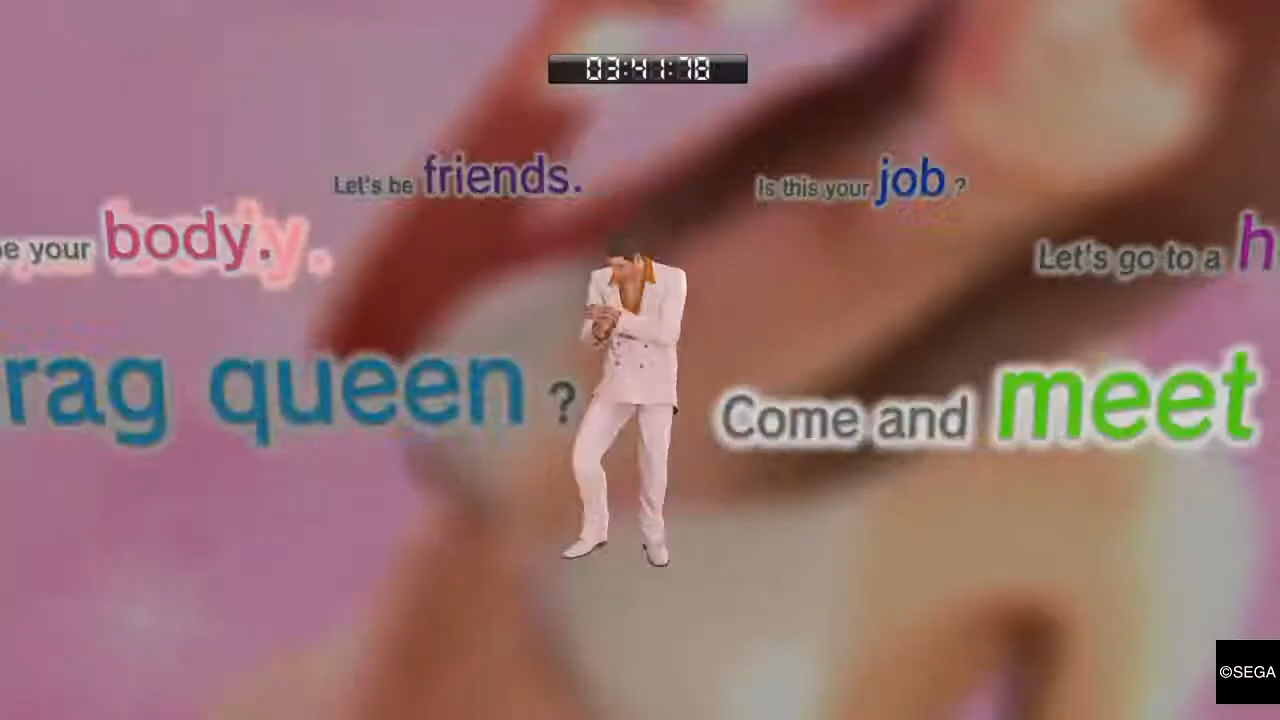 03:41:78
Let's be friends.
Is this your job ?
your body.y.
Let's go to a
queen ?
Come and meet
©SEGA